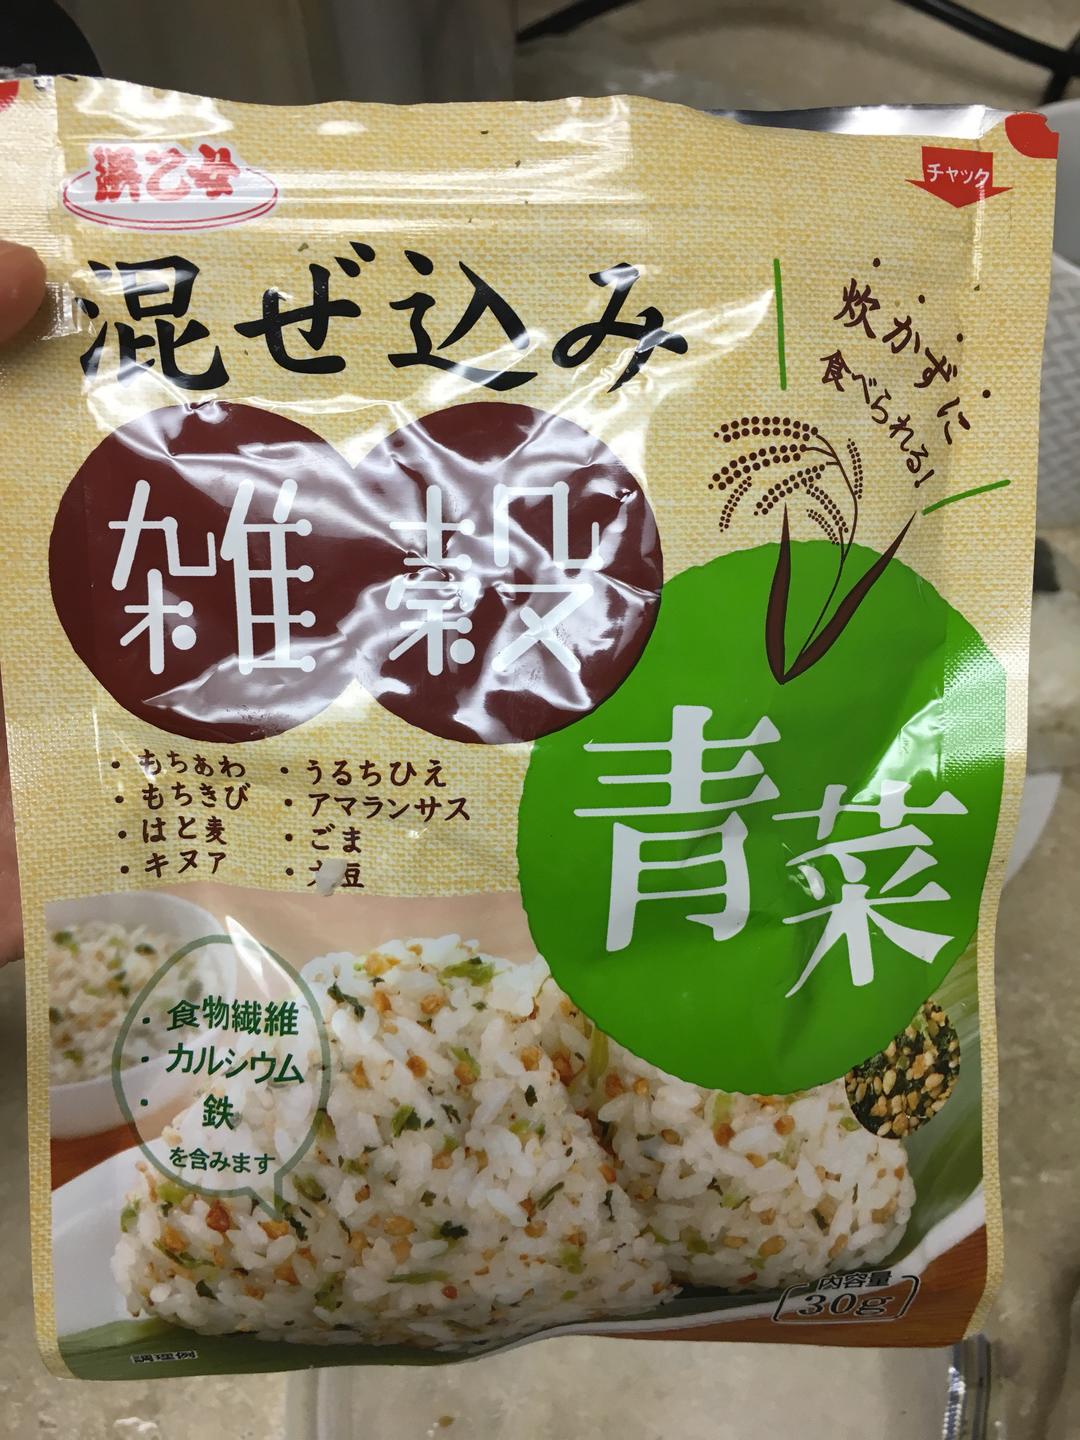 浜乙女
チャック
混ぜ込み
炊かずに
食べられる!
雑穀
青菜
・もちあわ
・もちきび
・はと麦
・キヌア
・うるちひえ
・アマランサス
・ごま
・大豆
・食物繊維
・カルシウム
・鉄
を含みます
内容量
30g
調理例